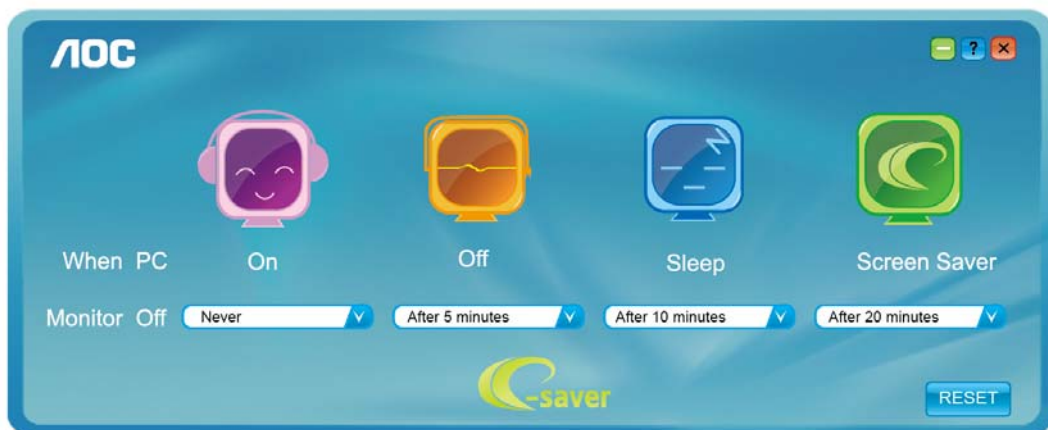 AOC
?
When PC On Off Sleep Screen Saver
Monitor Off Never After 5 minutes After 10 minutes After 20 minutes
e-saver
RESET